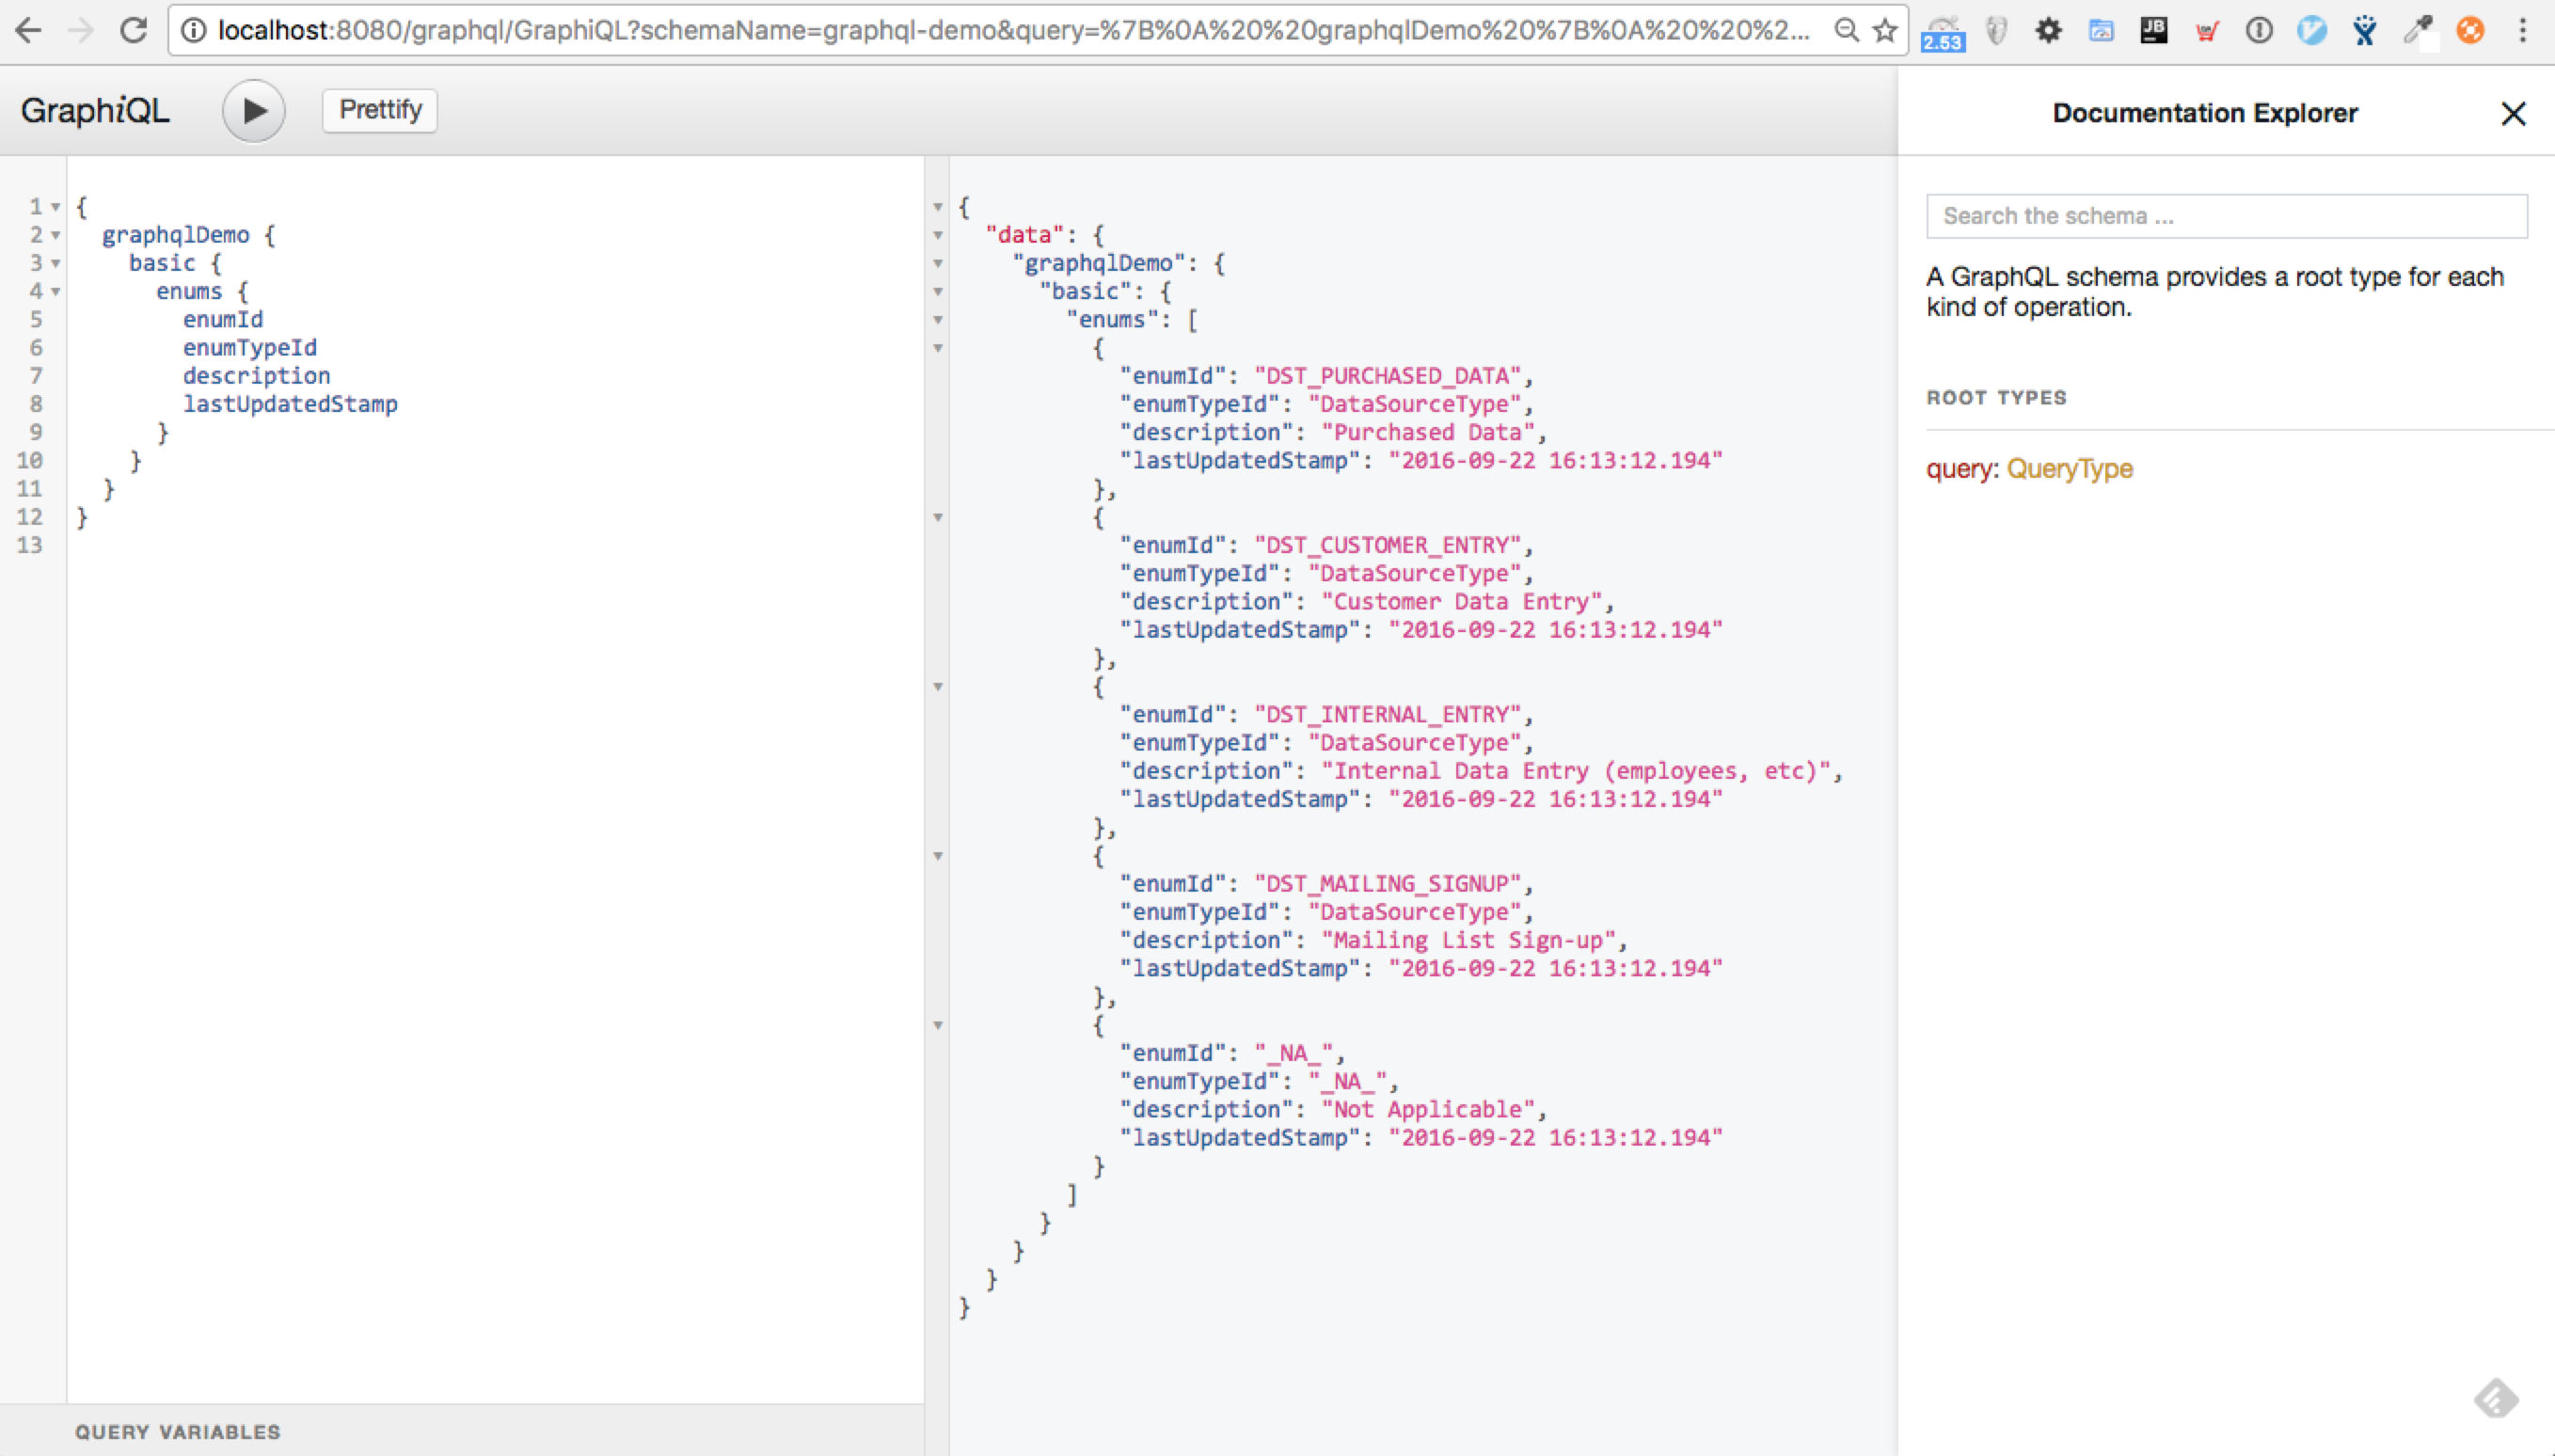 localhost:8080/graphql/GraphiQL?schemaName=graphql-demo&query=%7B%0A%20%20graphqlDemo%20%7B%0A%20%20%2...
2.53
JB
GraphiQL
Prettify
Documentation Explorer
1 {
2 graphqlDemo {
3 basic {
4 enums {
5 enumId
6 enumTypeId
7 description
8 lastUpdatedStamp
9 }
10 }
11 }
12 }
13
QUERY VARIABLES
{
"data": {
"graphqlDemo": {
"basic": {
"enums": [
{
"enumId": "DST_PURCHASED_DATA",
"enumTypeId": "DataSourceType",
"description": "Purchased Data",
"lastUpdatedStamp": "2016-09-22 16:13:12.194"
},
{
"enumId": "DST_CUSTOMER_ENTRY",
"enumTypeId": "DataSourceType",
"description": "Customer Data Entry",
"lastUpdatedStamp": "2016-09-22 16:13:12.194"
},
{
"enumId": "DST_INTERNAL_ENTRY",
"enumTypeId": "DataSourceType",
"description": "Internal Data Entry (employees, etc)",
"lastUpdatedStamp": "2016-09-22 16:13:12.194"
},
{
"enumId": "DST_MAILING_SIGNUP",
"enumTypeId": "DataSourceType",
"description": "Mailing List Sign-up",
"lastUpdatedStamp": "2016-09-22 16:13:12.194"
},
{
"enumId": "_NA_",
"enumTypeId": "_NA_",
"description": "Not Applicable",
"lastUpdatedStamp": "2016-09-22 16:13:12.194"
}
]
}
}
}
}
Search the schema ...
A GraphQL schema provides a root type for each
kind of operation.
ROOT TYPES
query: QueryType